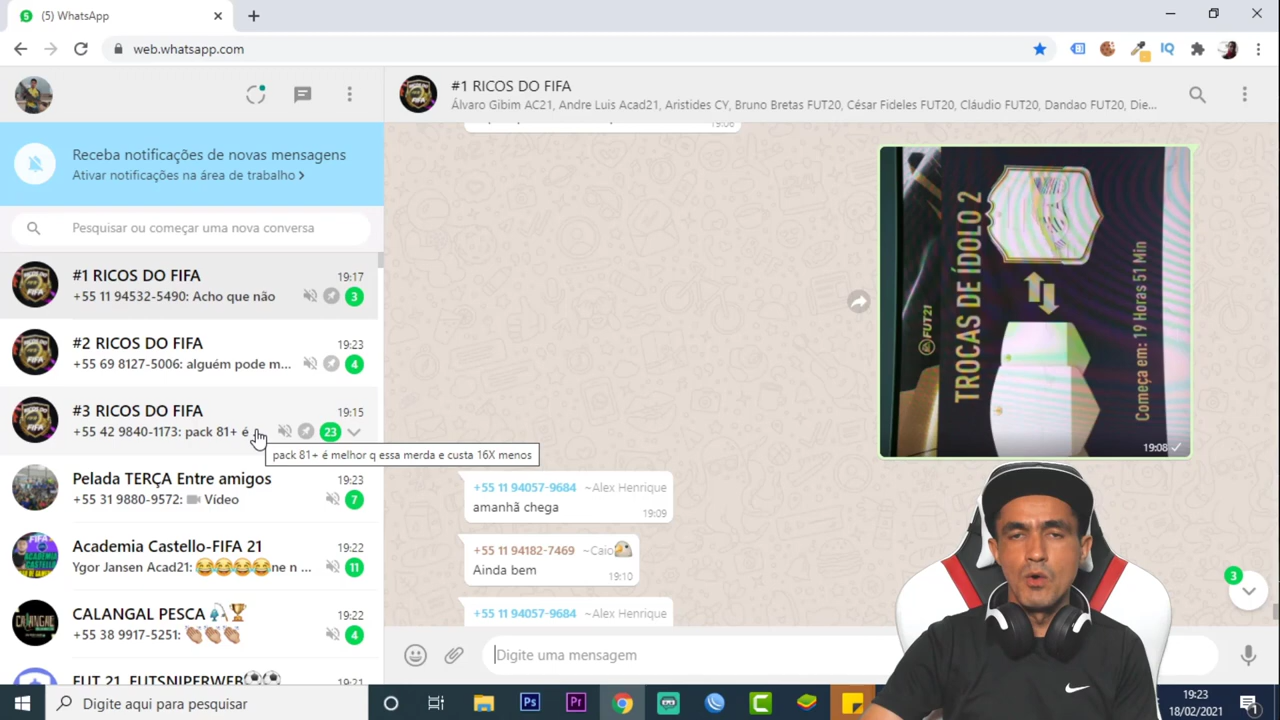 (5) WhatsApp
web.whatsapp.com
IQ
Receba notificações de novas mensagens
Ativar notificações na área de trabalho
Pesquisar ou começar uma nova conversa
#1 RICOS DO FIFA
19:17
+55 11 94532-5490: Acho que não
3
#2 RICOS DO FIFA
19:23
+55 69 8127-5006: alguém pode m...
4
#3 RICOS DO FIFA
19:15
+55 42 9840-1173: pack 81+ é
23
pack 81+ é melhor q essa merda e custa 16X menos
Pelada TERÇA Entre amigos
19:23
+55 31 9880-9572: Vídeo
7
Academia Castello-FIFA 21
19:22
Ygor Jansen Acad21: 😂😂😂😂ne n ...
11
CALANGAL PESCA 🎣🏆
19:22
+55 38 9917-5251: 👏🏽👏🏽👏🏽
4
FUT 21 FUTSNIPERWEB⚽⚽
19:21
#1 RICOS DO FIFA
Álvaro Gibim AC21, Andre Luis Acad21, Aristides CY, Bruno Bretas FUT20, César Fideles FUT20, Cláudio FUT20, Dandao FUT20, Die...
19:06
FUT21
TROCAS DE ÍDOLO 2
Começa em: 19 Horas 51 Min
19:08
+55 11 94057-9684 ~Alex Henrique
amanhã chega
19:09
+55 11 94182-7469 ~Caio
Ainda bem
19:10
+55 11 94057-9684 ~Alex Henrique
3
Digite uma mensagem
Digite aqui para pesquisar
Ps
Pr
19:23
18/02/2021
1